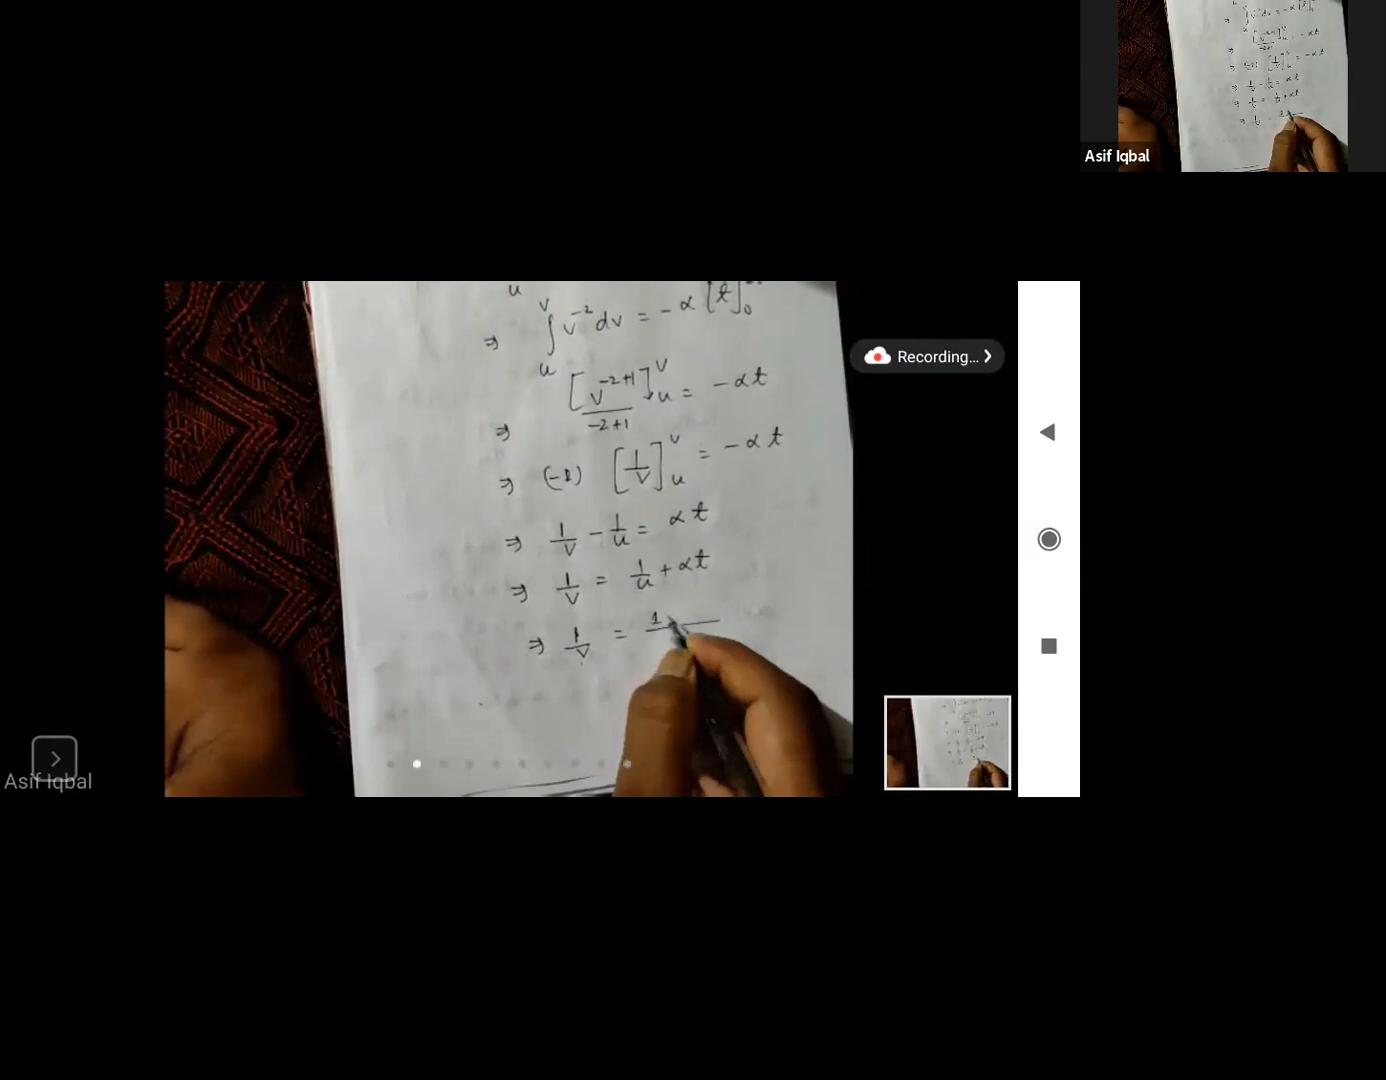 u
⇒ ∫ᵤᵛ v⁻² dv = -α [t]₀
⇒ [v⁻²⁺¹ / -2+1]ᵤᵛ = -αt
⇒ (-1) [1/v]ᵤᵛ = -αt
⇒ 1/v - 1/u = αt
⇒ 1/v = 1/u + αt
⇒ 1/v = 1
Recording...
Asif Iqbal
Asif Iqbal